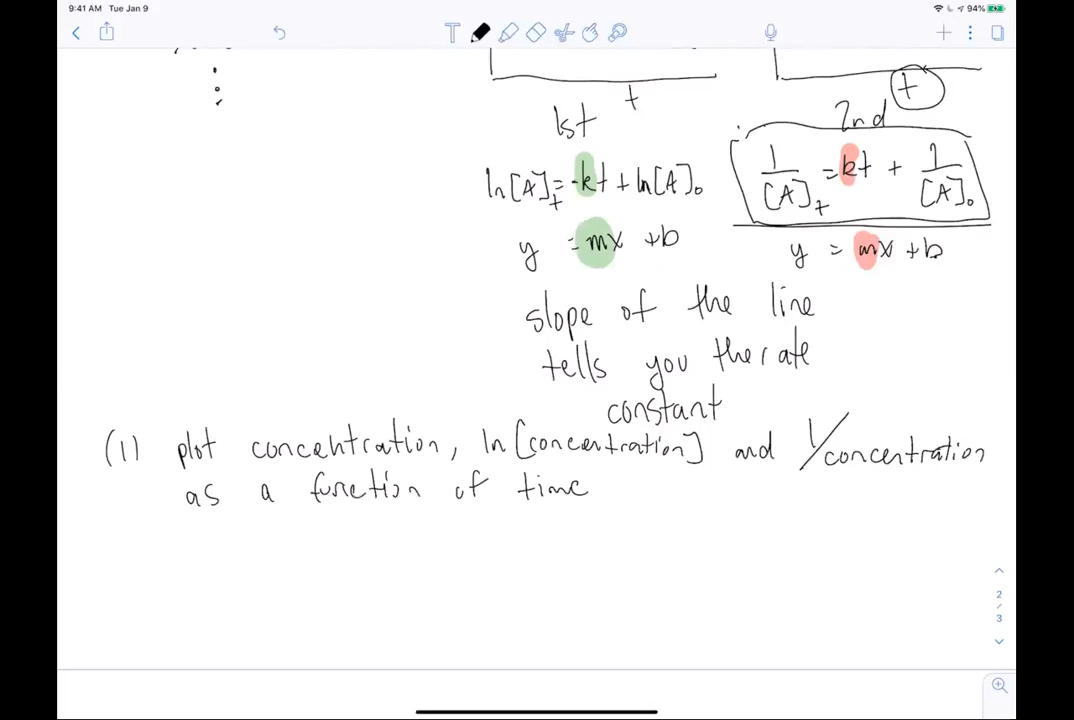 9:41 AM Tue Jan 9
94%
T
t
t
1st
2nd
ln[A]t = -kt + ln[A]0
1/[A]t = kt + 1/[A]0
y = mx + b
y = mx + b
slope of the line
tells you the rate
constant
(1) plot concentration, ln[concentration] and 1/concentration
as a function of time
2
/
3